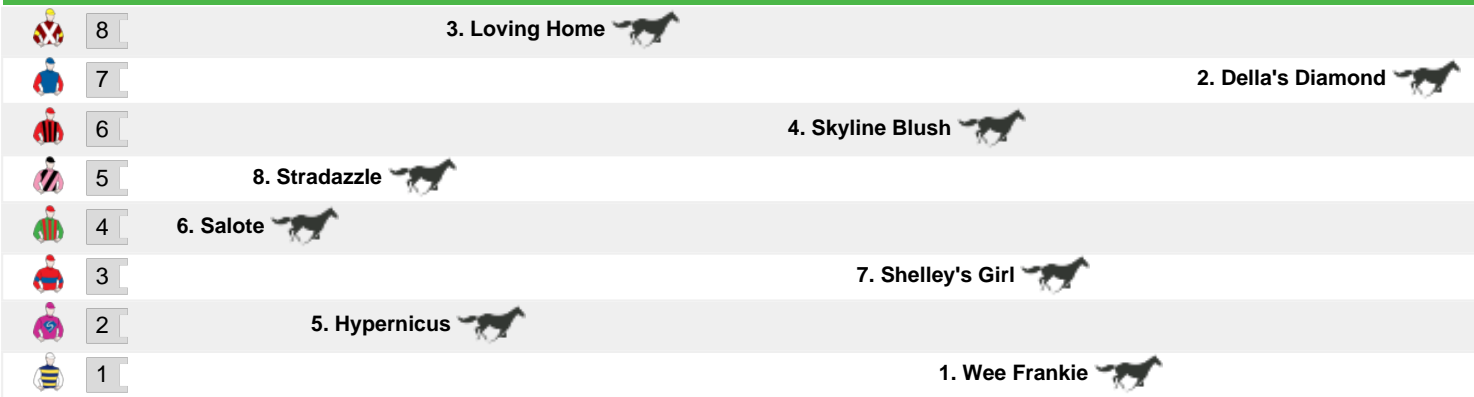 8 3. Loving Home
7 2. Della's Diamond
6 4. Skyline Blush
5 8. Stradazzle
4 6. Salote
3 7. Shelley's Girl
2 5. Hypernicus
1 1. Wee Frankie